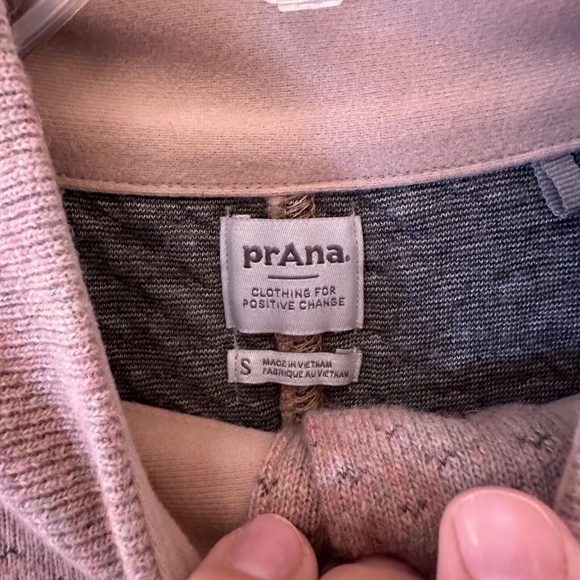 prAna.
CLOTHING FOR
POSITIVE CHANGE
S
MADE IN VIETNAM
FABRIQUE AU VIETNAM